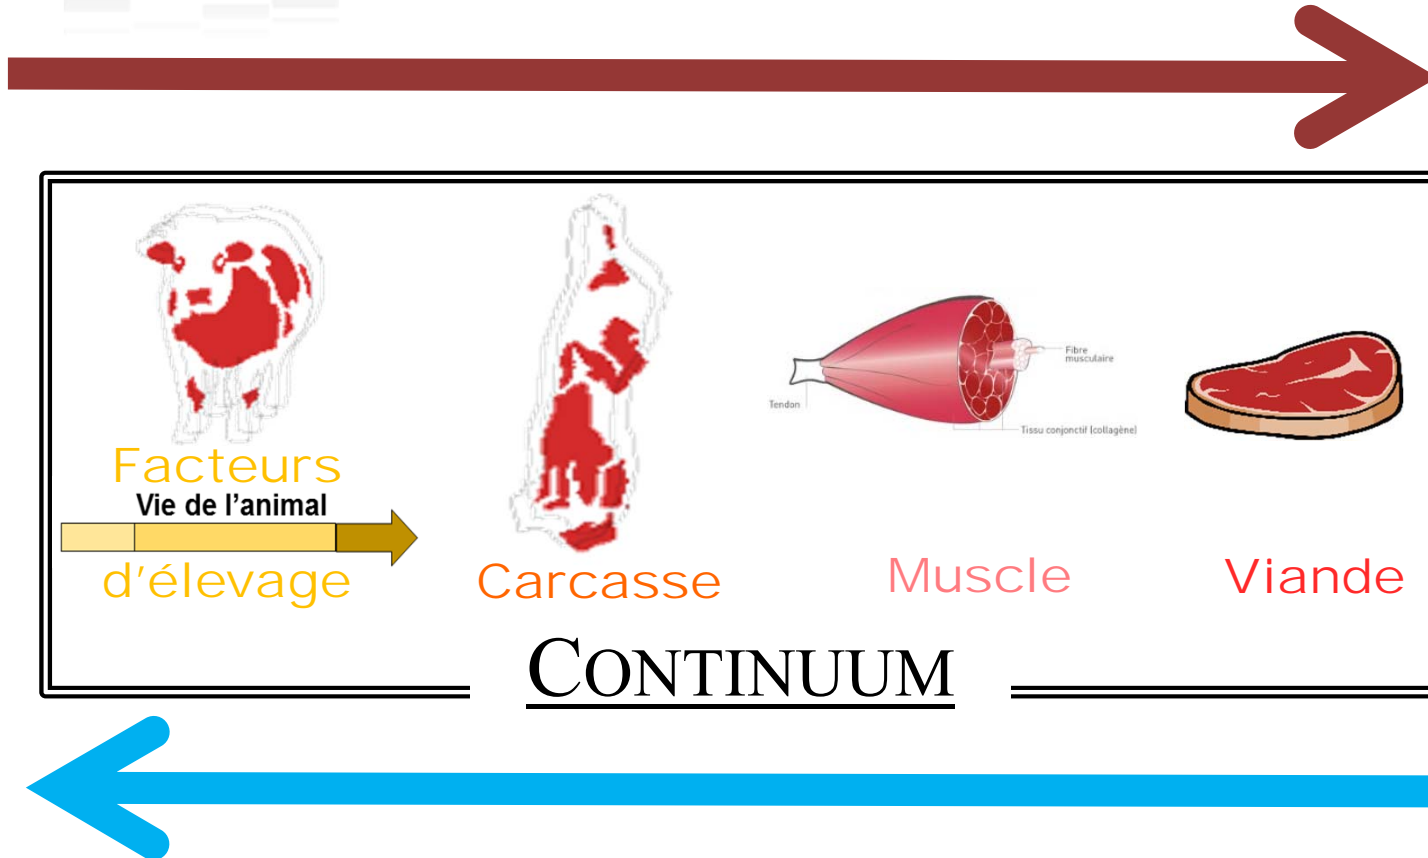 Facteurs
Vie de l'animal
d'élevage
Carcasse
Tendon
Fibre
musculaire
Tissu conjonctif (collagène)
Muscle
Viande
CONTINUUM